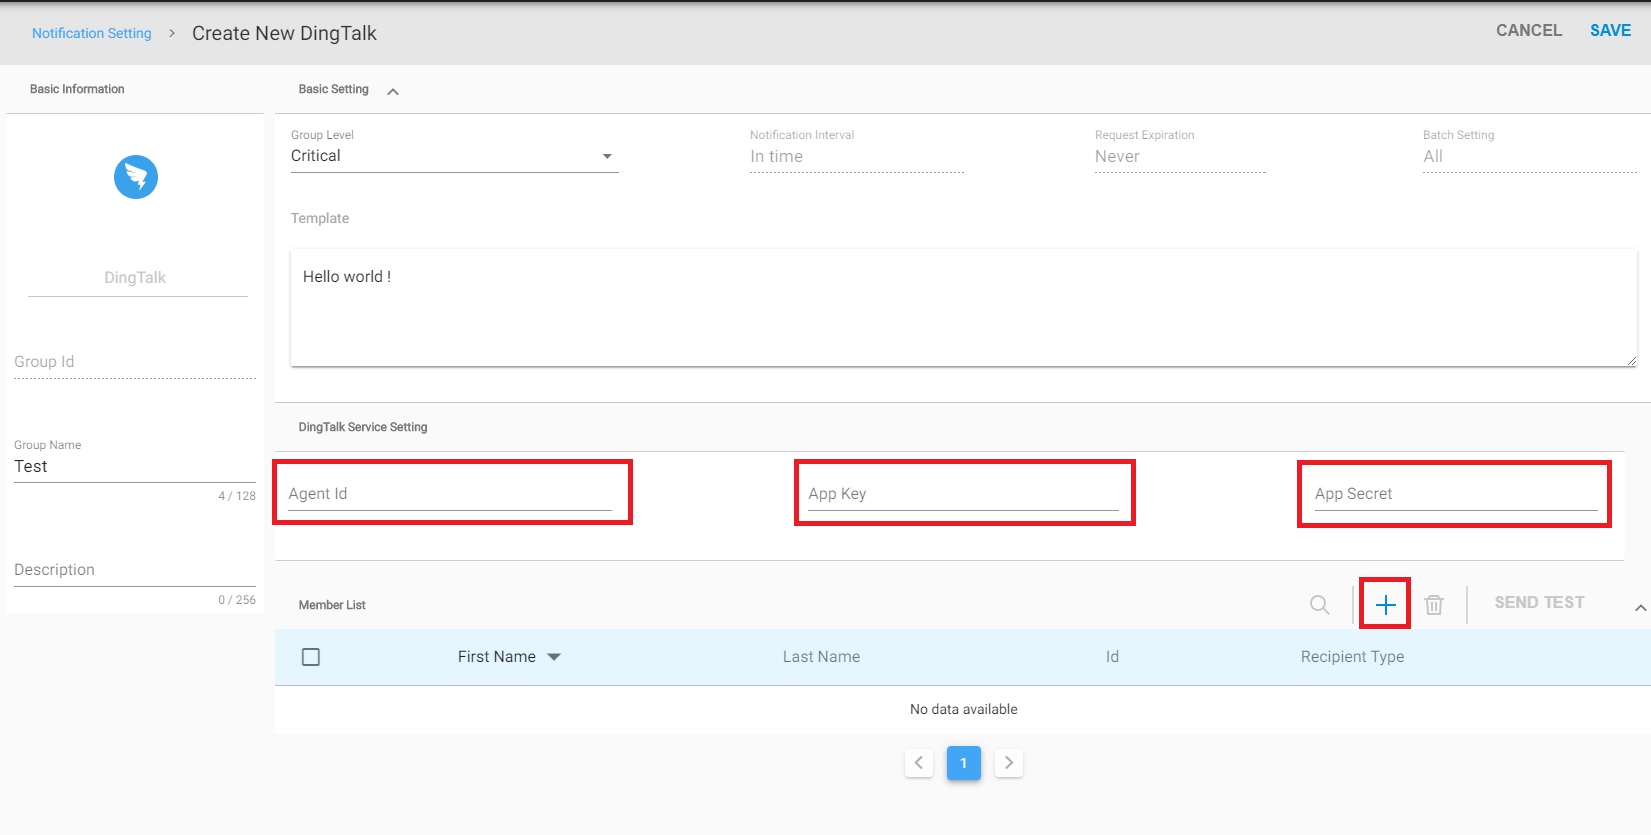 Notification Setting > Create New DingTalk
CANCEL SAVE
Basic Information
DingTalk
Group Id
Group Name
Test
4 / 128
Description
0 / 256
Basic Setting
Group Level
Critical
Notification Interval
In time
Request Expiration
Never
Batch Setting
All
Template
Hello world !
DingTalk Service Setting
Agent Id
App Key
App Secret
Member List
SEND TEST
First Name Last Name Id Recipient Type
No data available
1